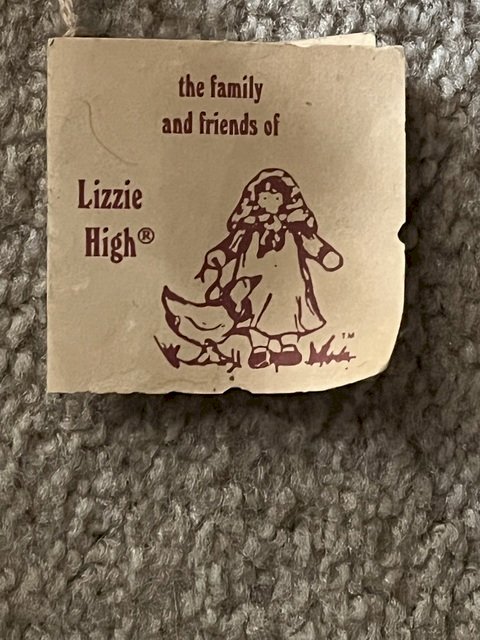 the family
and friends of
Lizzie
High®
™